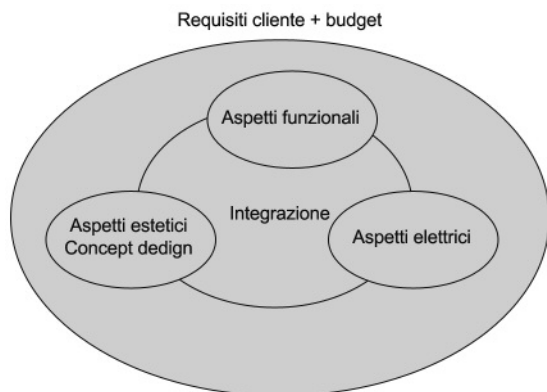 Requisiti cliente + budget
Aspetti funzionali
Integrazione
Aspetti estetici
Concept dedign
Aspetti elettrici